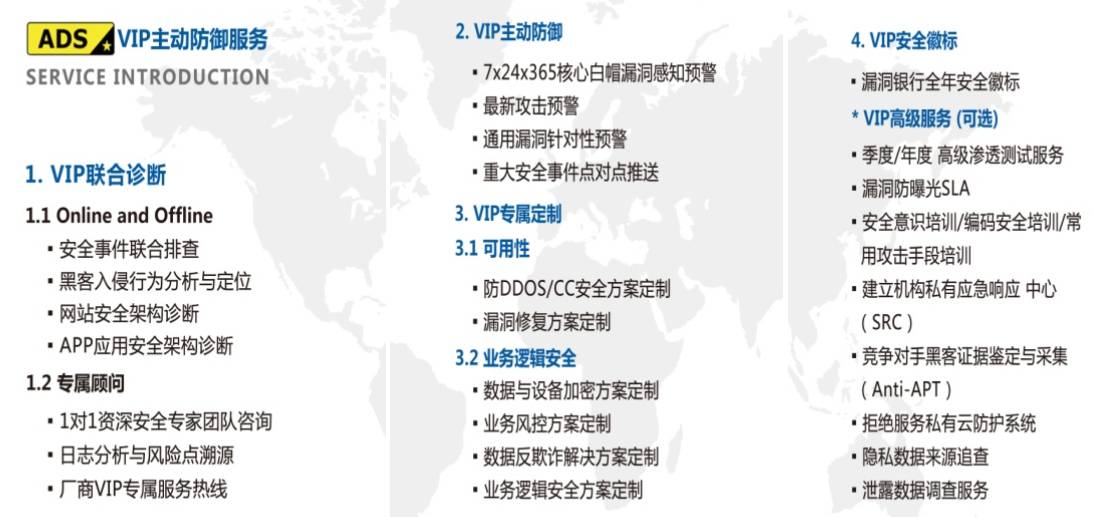 ADS VIP主动防御服务
SERVICE INTRODUCTION
1. VIP联合诊断
1.1 Online and Offline
▪ 安全事件联合排查
▪ 黑客入侵行为分析与定位
▪ 网站安全架构诊断
▪ APP应用安全架构诊断
1.2 专属顾问
▪ 1对1资深安全专家团队咨询
▪ 日志分析与风险点溯源
▪ 厂商VIP专属服务热线
2. VIP主动防御
▪ 7x24x365核心白帽漏洞感知预警
▪ 最新攻击预警
▪ 通用漏洞针对性预警
▪ 重大安全事件点对点推送
3. VIP专属定制
3.1 可用性
▪ 防DDOS/CC安全方案定制
▪ 漏洞修复方案定制
3.2 业务逻辑安全
▪ 数据与设备加密方案定制
▪ 业务风控方案定制
▪ 数据反欺诈解决方案定制
▪ 业务逻辑安全方案定制
4. VIP安全徽标
▪ 漏洞银行全年安全徽标
* VIP高级服务 (可选)
▪ 季度/年度 高级渗透测试服务
▪ 漏洞防曝光SLA
▪ 安全意识培训/编码安全培训/常
用攻击手段培训
▪ 建立机构私有应急响应 中心
( SRC )
▪ 竞争对手黑客证据鉴定与采集
( Anti-APT )
▪ 拒绝服务私有云防护系统
▪ 隐私数据来源追查
▪ 泄露数据调查服务